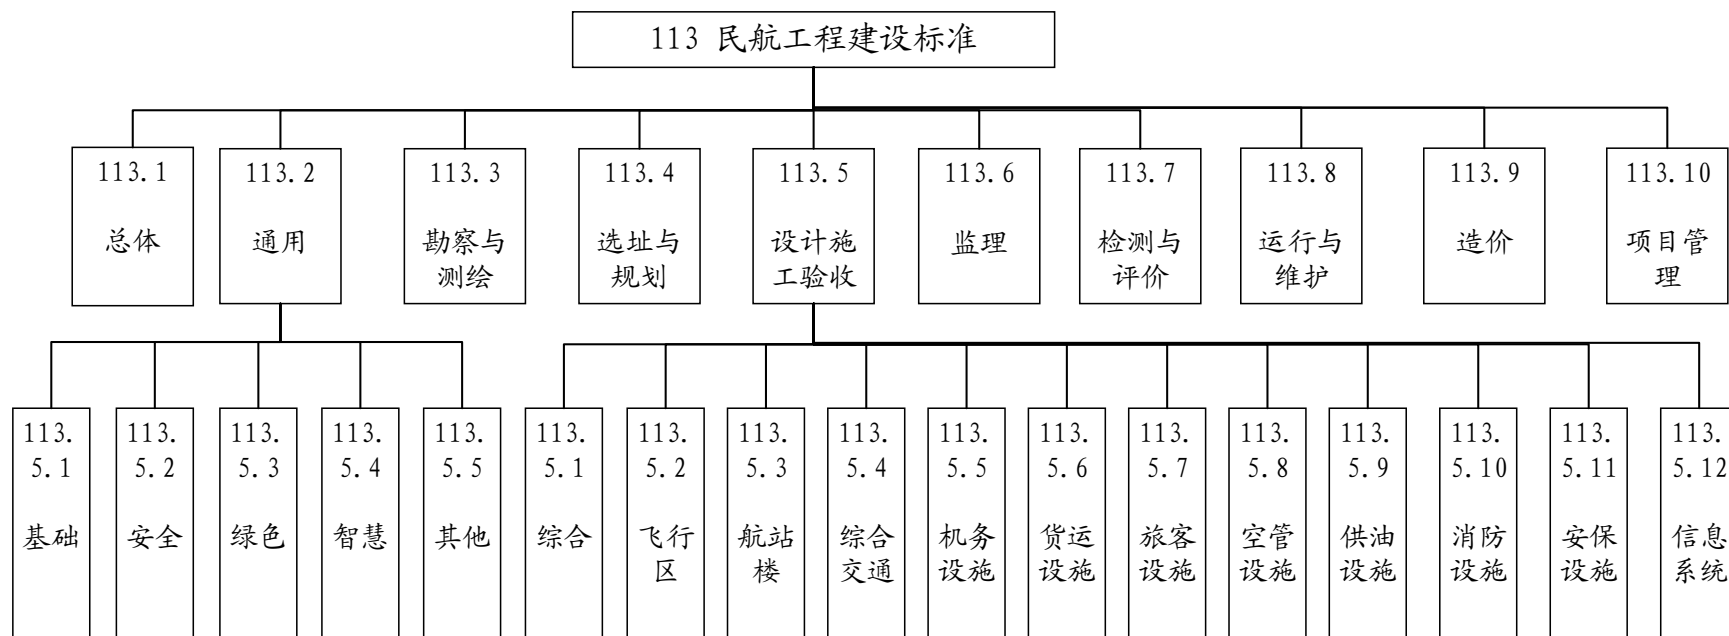 113 民航工程建设标准
113.1
总体
113.2
通用
113.3
勘察与
测绘
113.4
选址与
规划
113.5
设计施
工验收
113.6
监理
113.7
检测与
评价
113.8
运行与
维护
113.9
造价
113.10
项目管
理
113.
5.1
基础
113.
5.2
安全
113.
5.3
绿色
113.
5.4
智慧
113.
5.5
其他
113.
5.1
综合
113.
5.2
飞行
区
113.
5.3
航站
楼
113.
5.4
综合
交通
113.
5.5
机务
设施
113.
5.6
货运
设施
113.
5.7
旅客
设施
113.
5.8
空管
设施
113.
5.9
供油
设施
113.
5.10
消防
设施
113.
5.11
安保
设施
113.
5.12
信息
系统